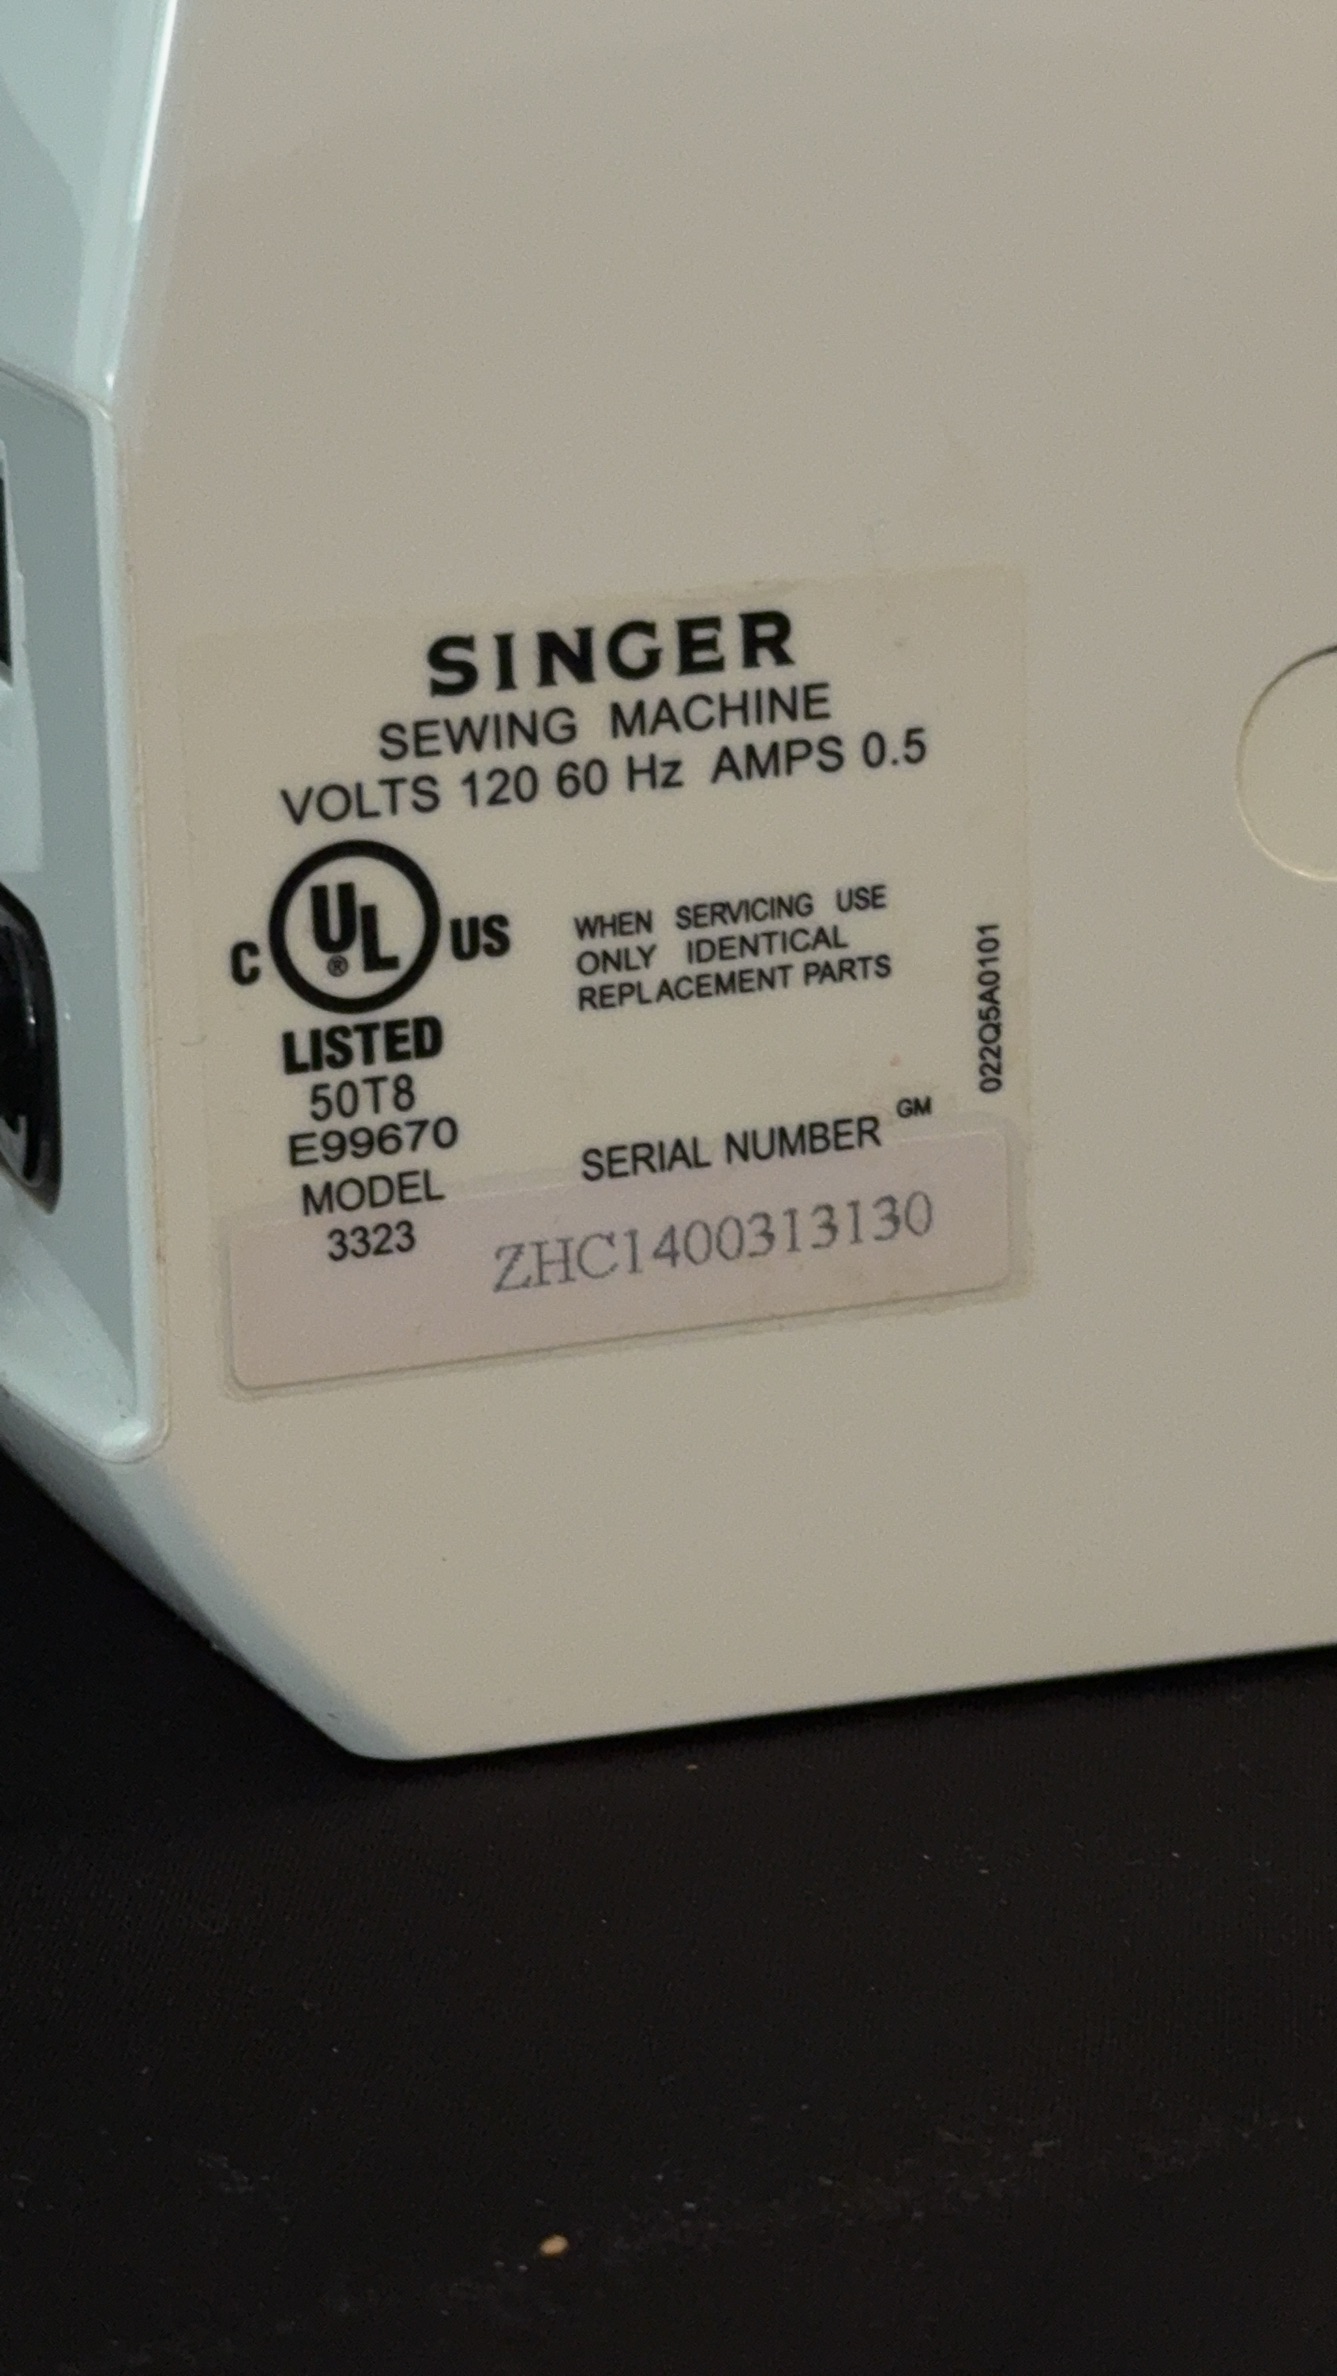 SINGER
SEWING MACHINE
VOLTS 120 60 Hz AMPS 0.5
C UL US
®
LISTED
50T8
E99670
MODEL
3323
WHEN SERVICING USE
ONLY IDENTICAL
REPLACEMENT PARTS
SERIAL NUMBER GM
ZHC1400313130
022Q5A0101